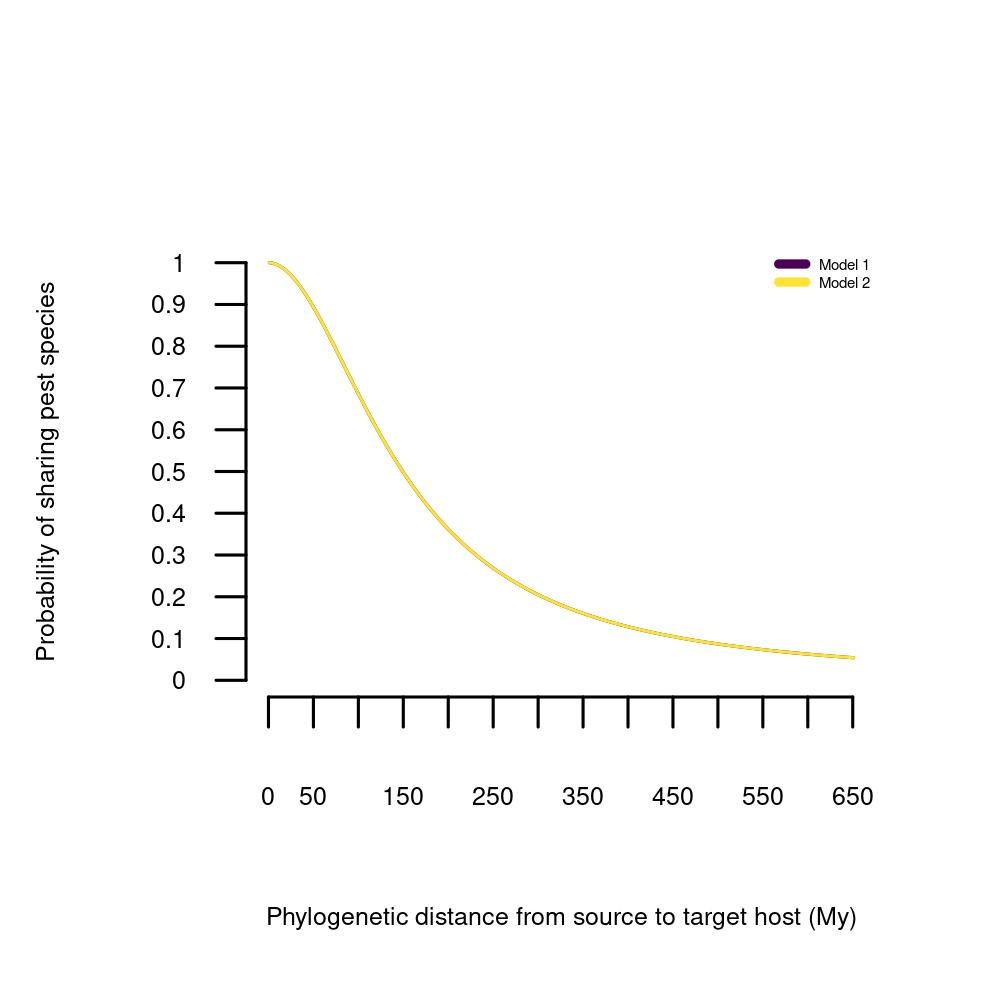 Model 1
Model 2
Probability of sharing pest species
1
0.9
0.8
0.7
0.6
0.5
0.4
0.3
0.2
0.1
0
0 50 150 250 350 450 550 650
Phylogenetic distance from source to target host (My)